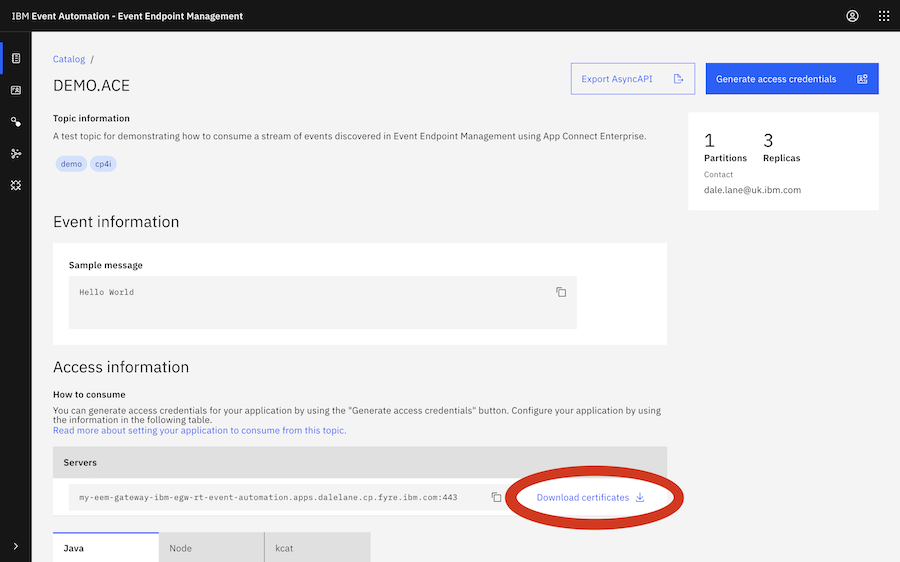 IBM Event Automation - Event Endpoint Management
Catalog /
DEMO.ACE
Export AsyncAPI
Generate access credentials
Topic information
A test topic for demonstrating how to consume a stream of events discovered in Event Endpoint Management using App Connect Enterprise.
demo cp4i
1 3
Partitions Replicas
Contact
dale.lane@uk.ibm.com
Event information
Sample message
Hello World
Access information
How to consume
You can generate access credentials for your application by using the "Generate access credentials" button. Configure your application by using
the information in the following table.
Read more about setting your application to consume from this topic.
Servers
my-eem-gateway-ibm-egw-rt-event-automation.apps.dalelane.cp.fyre.ibm.com:443
Download certificates
Java Node kcat